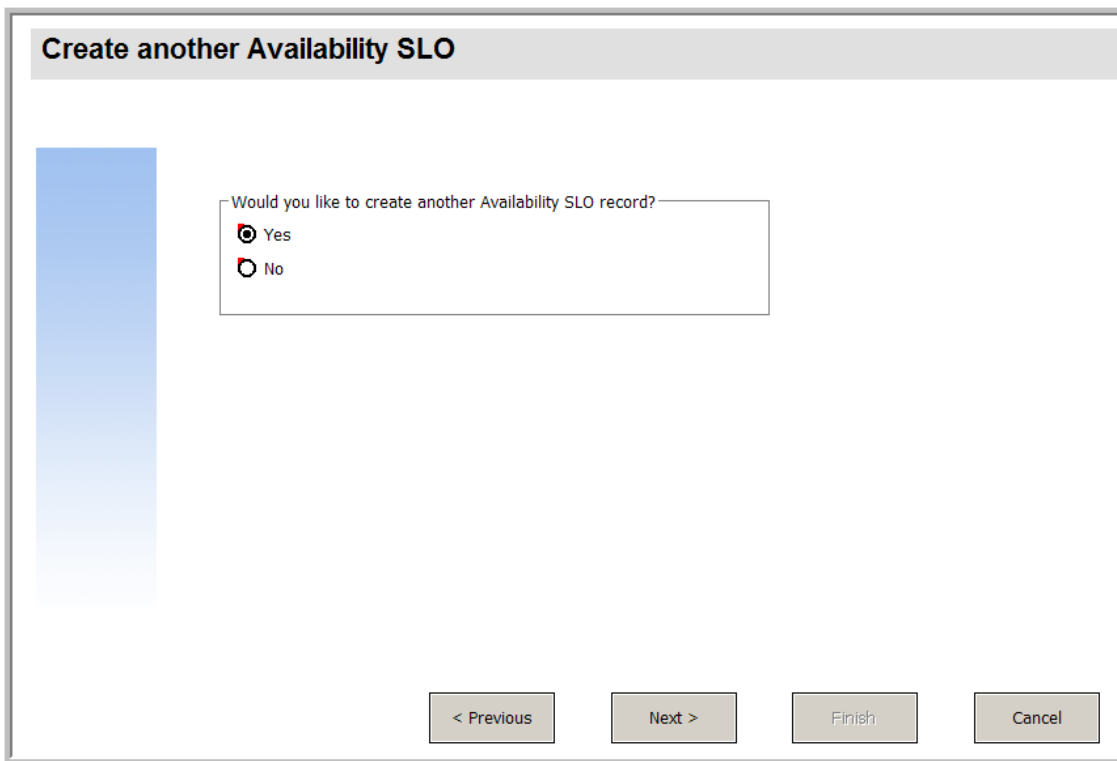 Create another Availability SLO
Would you like to create another Availability SLO record?
Yes
No
< Previous
Next >
Finish
Cancel